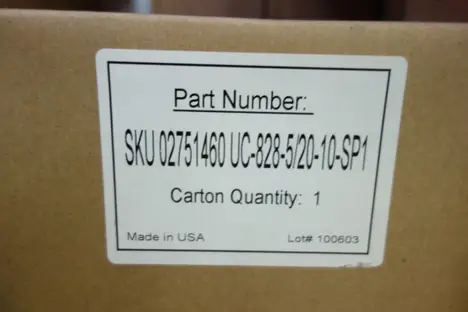 Part Number:
SKU 02751460 UC-828-5/20-10-SP1
Carton Quantity: 1
Made in USA Lot# 100603